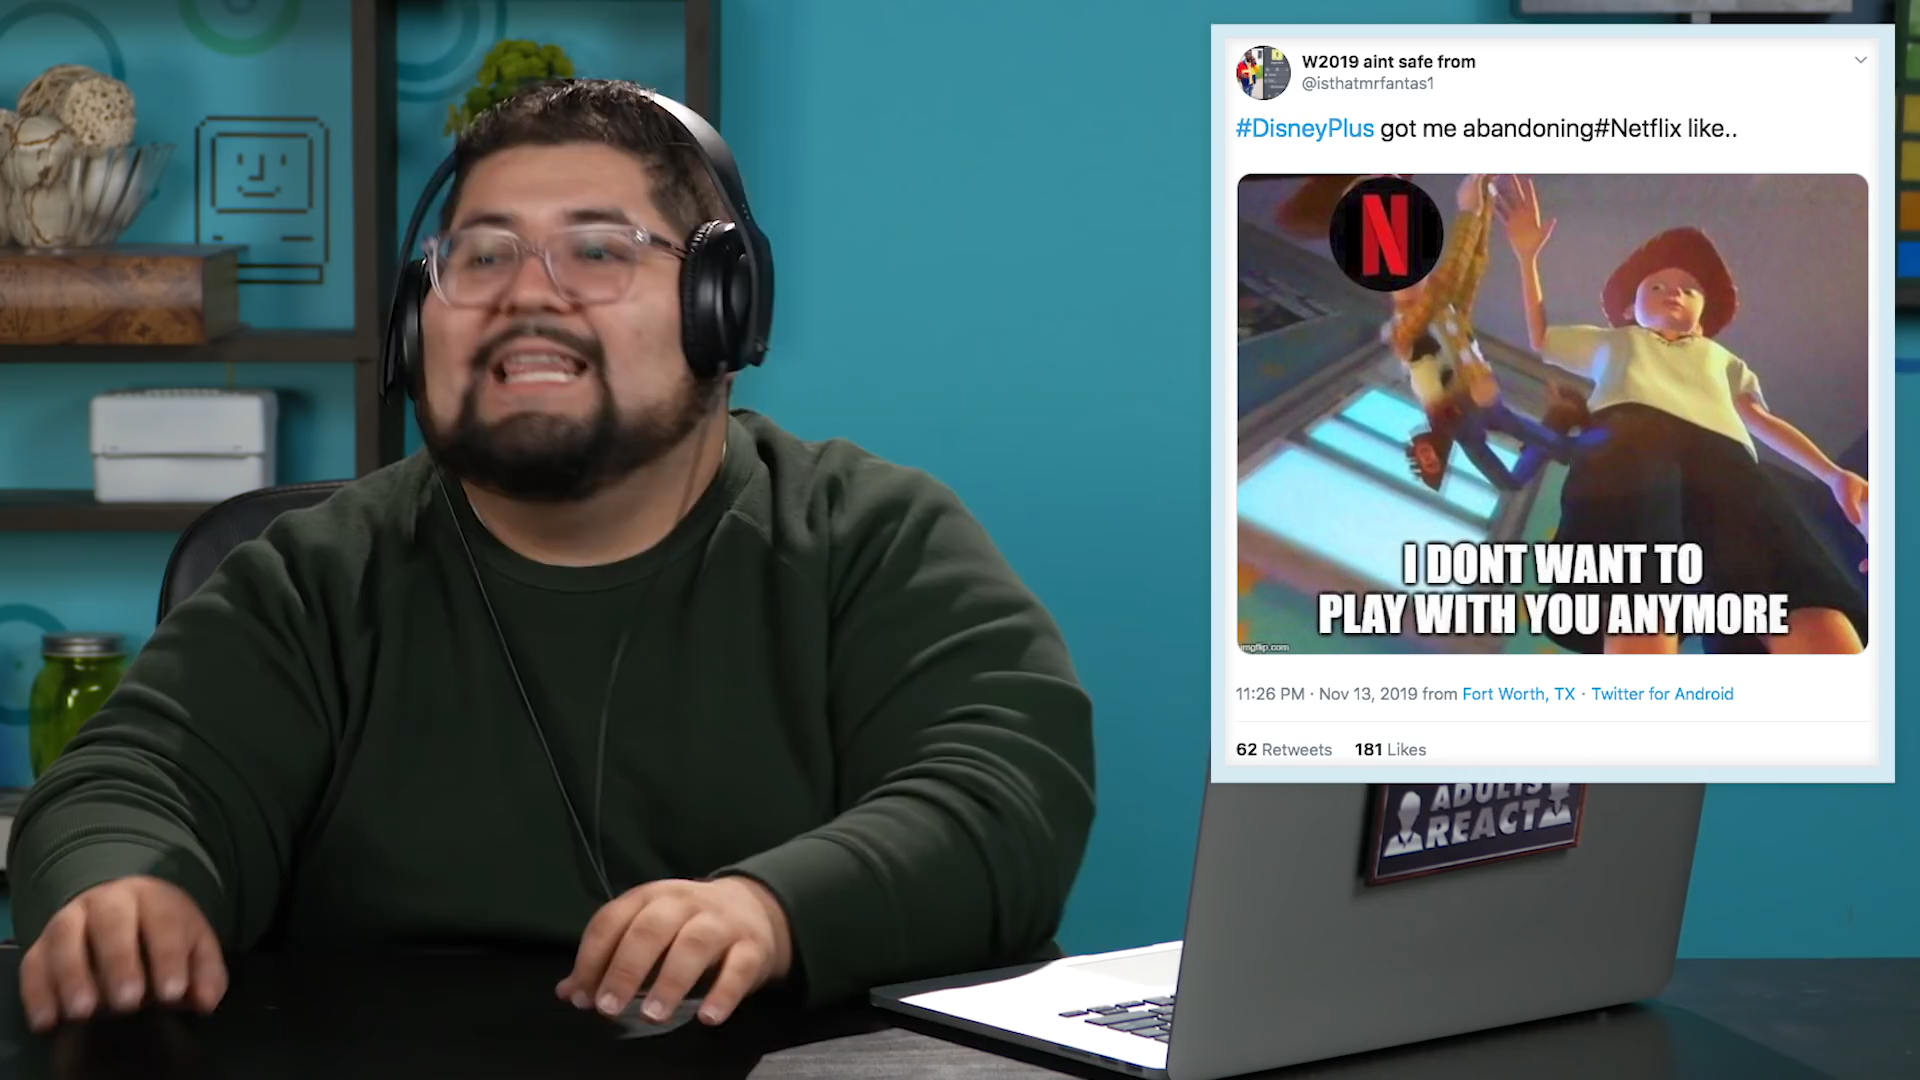 W2019 aint safe from
@isthatmrfantas1
#DisneyPlus got me abandoning#Netflix like..
N
I DONT WANT TO
PLAY WITH YOU ANYMORE
imgflip.com
11:26 PM · Nov 13, 2019 from Fort Worth, TX · Twitter for Android
62 Retweets 181 Likes
ADULTS
REACT